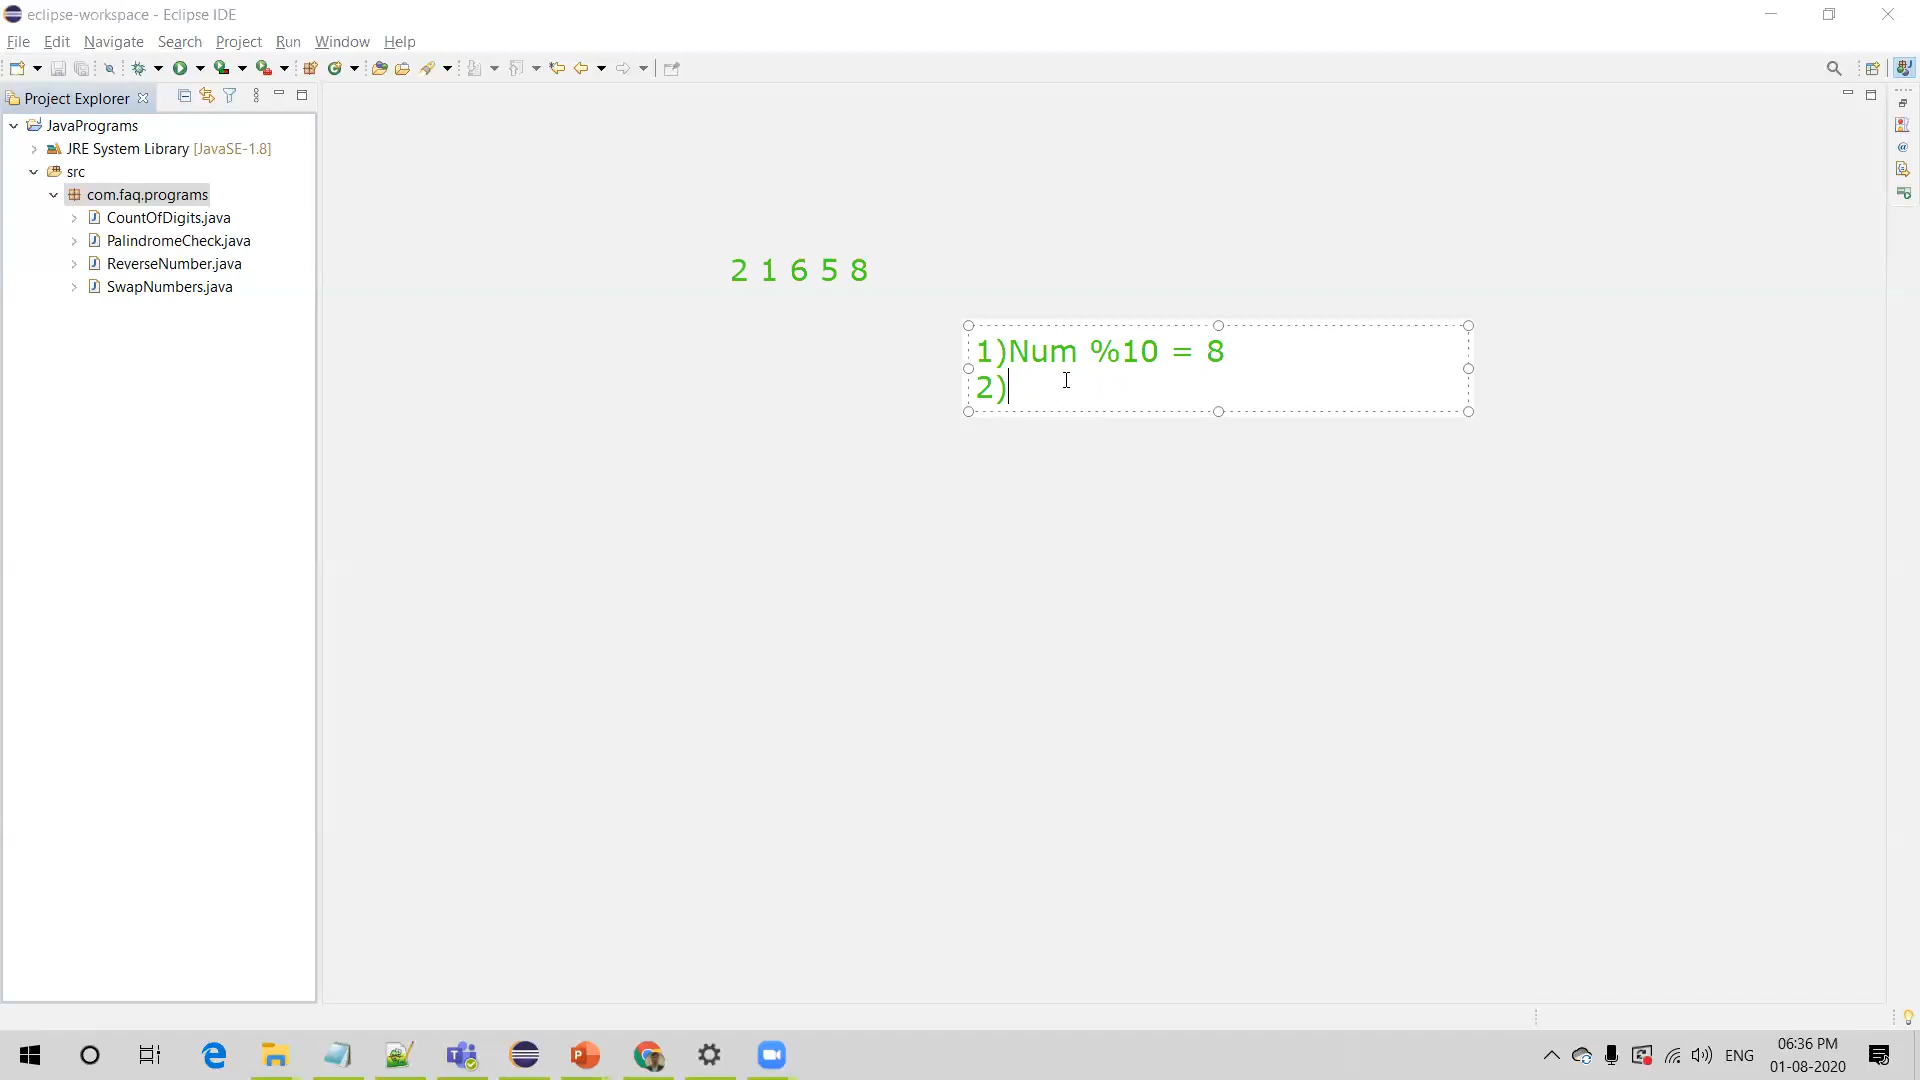 eclipse-workspace - Eclipse IDE
File Edit Navigate Search Project Run Window Help
Project Explorer
JavaPrograms
JRE System Library [JavaSE-1.8]
src
com.faq.programs
CountOfDigits.java
PalindromeCheck.java
ReverseNumber.java
SwapNumbers.java
2 1 6 5 8
1)Num %10 = 8
2)
ENG
06:36 PM
01-08-2020